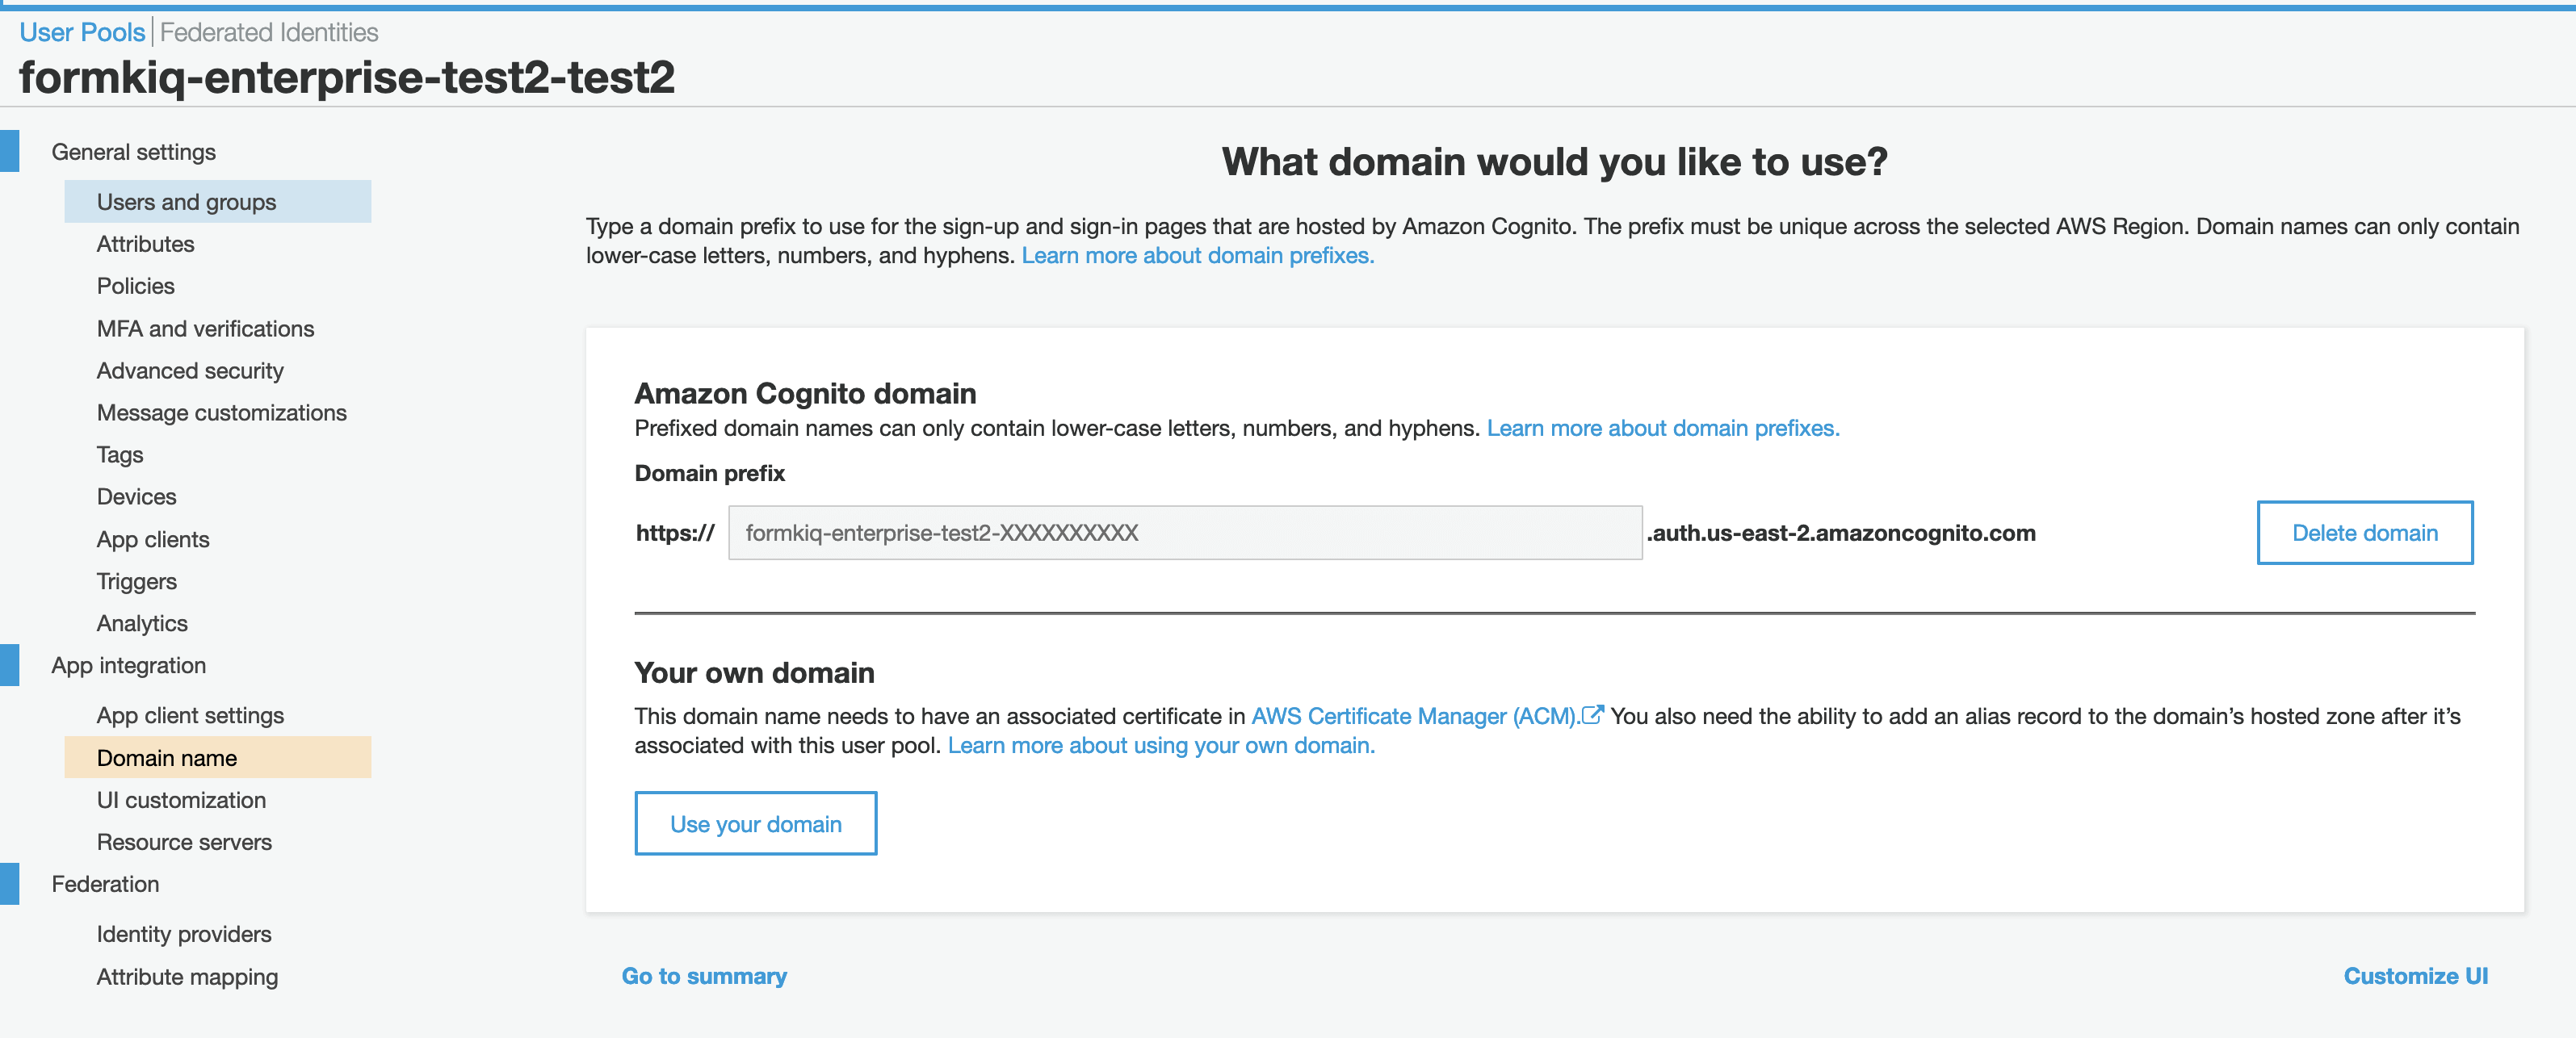 User Pools | Federated Identities
formkiq-enterprise-test2-test2
General settings
Users and groups
Attributes
Policies
MFA and verifications
Advanced security
Message customizations
Tags
Devices
App clients
Triggers
Analytics
App integration
App client settings
Domain name
UI customization
Resource servers
Federation
Identity providers
Attribute mapping
What domain would you like to use?
Type a domain prefix to use for the sign-up and sign-in pages that are hosted by Amazon Cognito. The prefix must be unique across the selected AWS Region. Domain names can only contain
lower-case letters, numbers, and hyphens. Learn more about domain prefixes.
Amazon Cognito domain
Prefixed domain names can only contain lower-case letters, numbers, and hyphens. Learn more about domain prefixes.
Domain prefix
https:// formkiq-enterprise-test2-XXXXXXXXXX .auth.us-east-2.amazoncognito.com Delete domain
Your own domain
This domain name needs to have an associated certificate in AWS Certificate Manager (ACM). You also need the ability to add an alias record to the domain’s hosted zone after it’s
associated with this user pool. Learn more about using your own domain.
Use your domain
Go to summary Customize UI